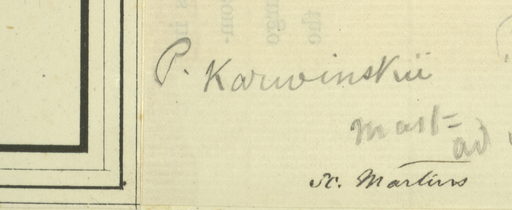 P. Karwinskii
Mart=
ad
H. Martius